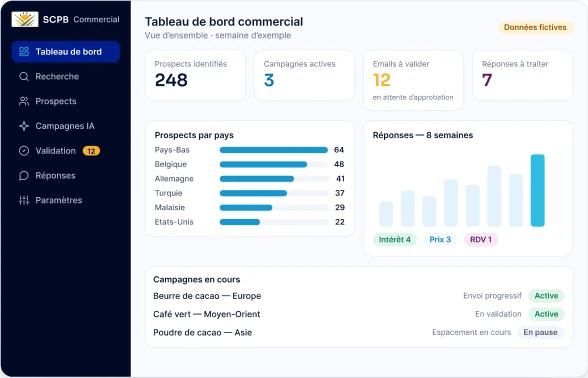 SCPB Commercial
Tableau de bord
Recherche
Prospects
Campagnes IA
Validation 12
Réponses
Paramètres
Tableau de bord commercial
Vue d’ensemble · semaine d’exemple
Données fictives
Prospects identifiés
248
Campagnes actives
3
Emails à valider
12
en attente d’approbation
Réponses à traiter
7
Prospects par pays
Pays-Bas 64
Belgique 48
Allemagne 41
Turquie 37
Malaisie 29
Etats-Unis 22
Réponses — 8 semaines
Intérêt 4 Prix 3 RDV 1
Campagnes en cours
Beurre de cacao — Europe Envoi progressif Active
Café vert — Moyen-Orient En validation Active
Poudre de cacao — Asie Espacement en cours En pause